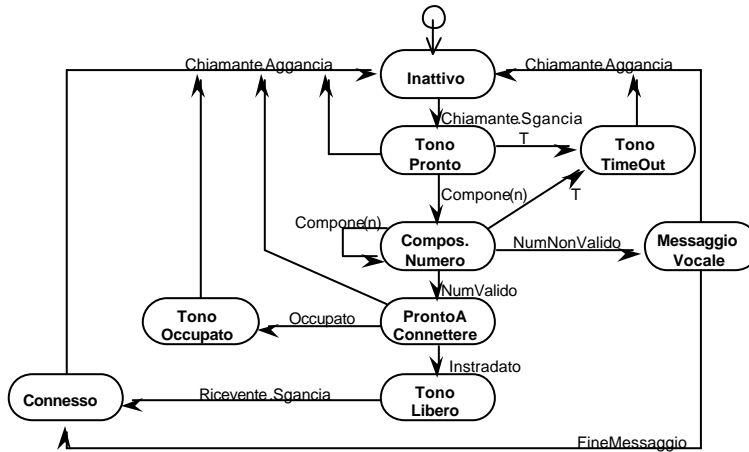 Chiamante.Aggancia
Chiamante.Aggancia
Inattivo
Chiamante.Sgancia
Tono
Pronto
T
Tono
TimeOut
Compone(n)
T
Compone(n)
Compos.
Numero
NumNonValido
Messaggio
Vocale
NumValido
Tono
Occupato
Occupato
ProntoA
Connettere
Instradato
Connesso
Ricevente.Sgancia
Tono
Libero
FineMessaggio